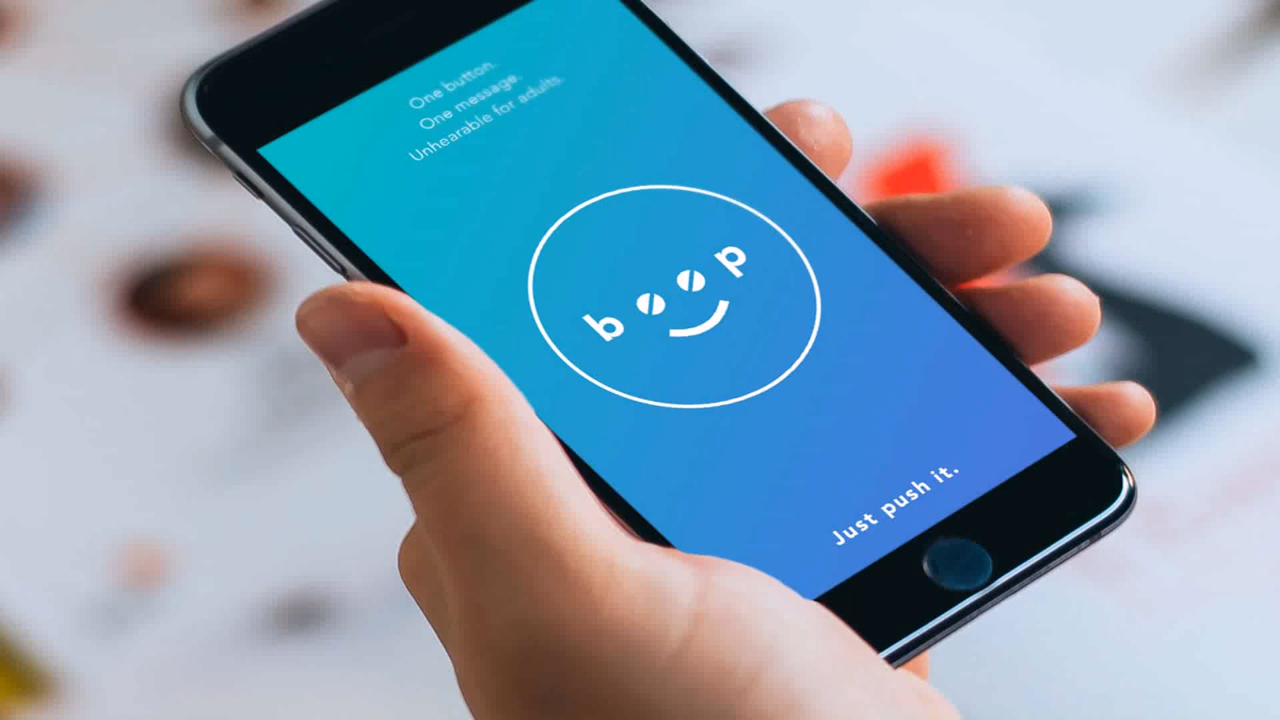 One button.
One message.
Unhearable for adults.
boop
Just push it.